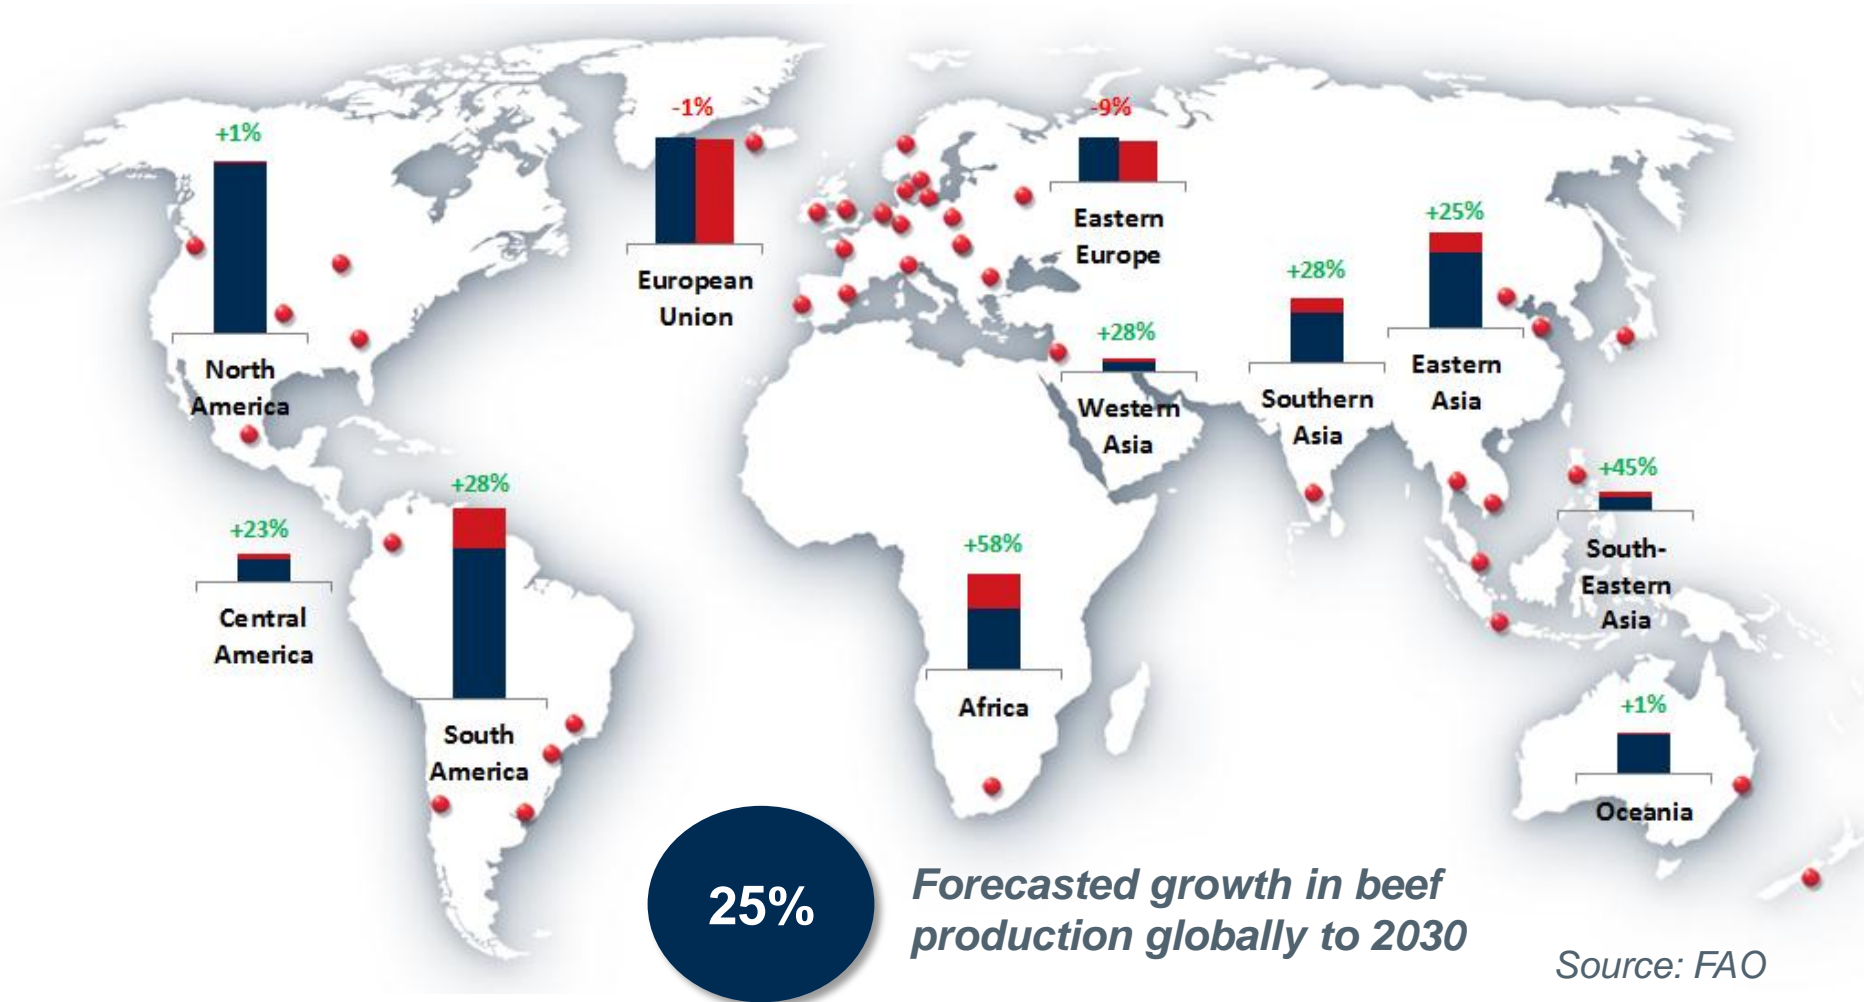 +1%
North
America
-1%
European
Union
-9%
Eastern
Europe
+25%
Eastern
Asia
+28%
Southern
Asia
+28%
Western
Asia
+45%
South-
Eastern
Asia
+28%
South
America
+23%
Central
America
+58%
Africa
+1%
Oceania
25%
Forecasted growth in beef
production globally to 2030
Source: FAO